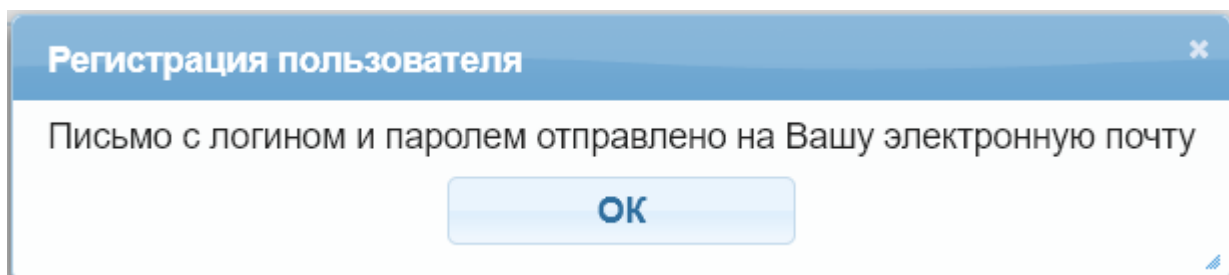 Регистрация пользователя
Письмо с логином и паролем отправлено на Вашу электронную почту
ОК